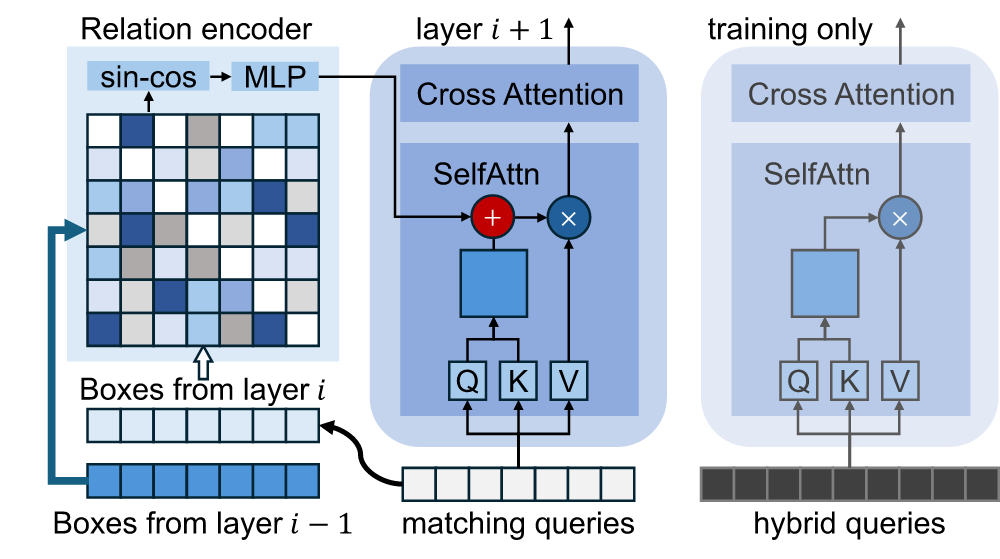 Relation encoder
sin-cos
MLP
Boxes from layer i
Boxes from layer i − 1
layer i + 1
Cross Attention
SelfAttn
+
×
Q
K
V
matching queries
training only
Cross Attention
SelfAttn
×
Q
K
V
hybrid queries